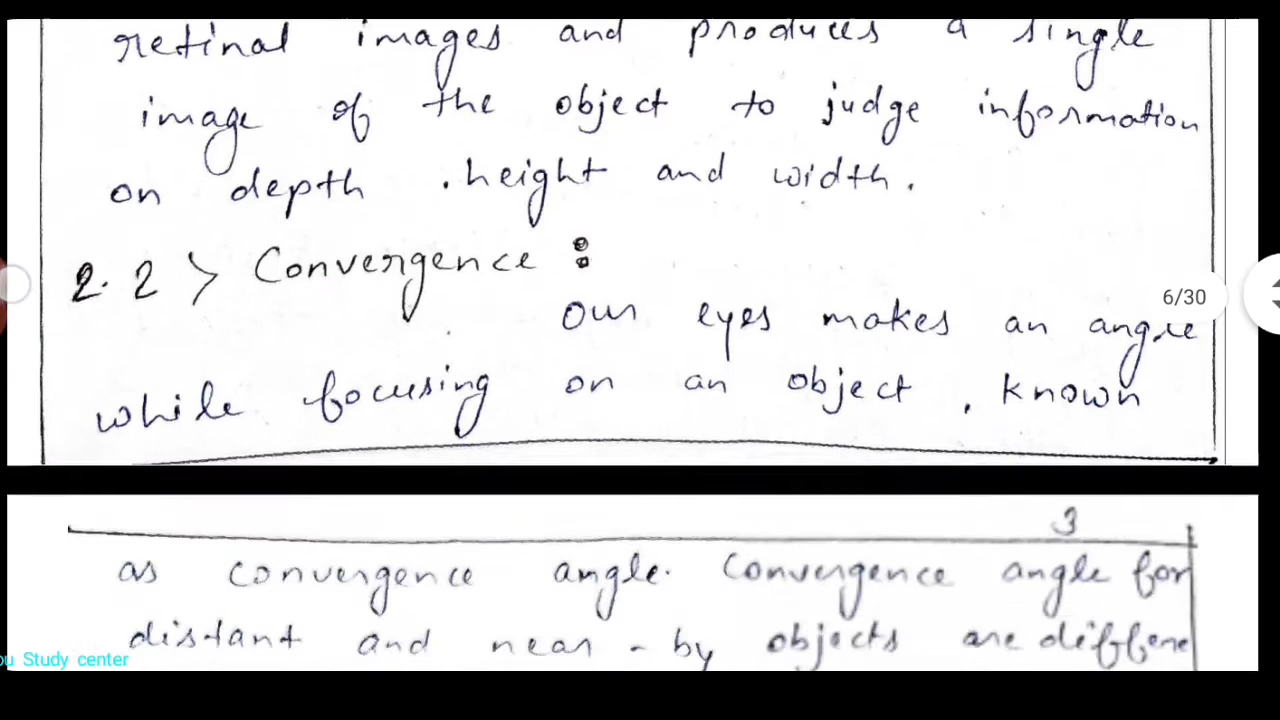 retinal images and produces a single
image of the object to judge information
on depth . height and width .
2. 2 > Convergence :
Our eyes makes an angle
6/30
while focusing on an object , known
3
as convergence angle. Convergence angle for
distant and near - by objects are differe
ou Study center